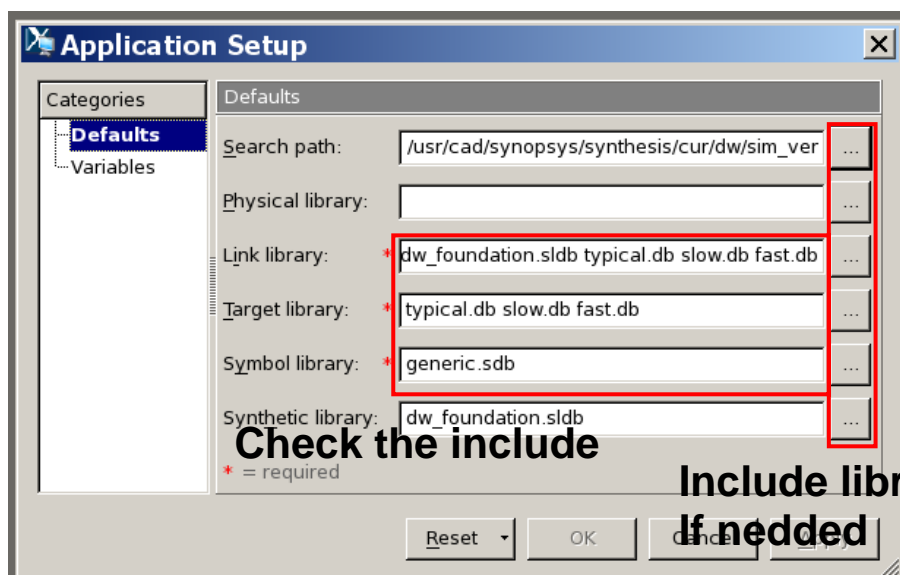 Application Setup
Categories
Defaults
Variables
Defaults
Search path: /usr/cad/synopsys/synthesis/cur/dw/sim_ver ...
Physical library: ...
Link library: * dw_foundation.sldb typical.db slow.db fast.db ...
Target library: * typical.db slow.db fast.db ...
Symbol library: * generic.sdb ...
Synthetic library: dw_foundation.sldb ...
Check the include
* = required
Include libr
If nedded
Reset OK Cancel Apply